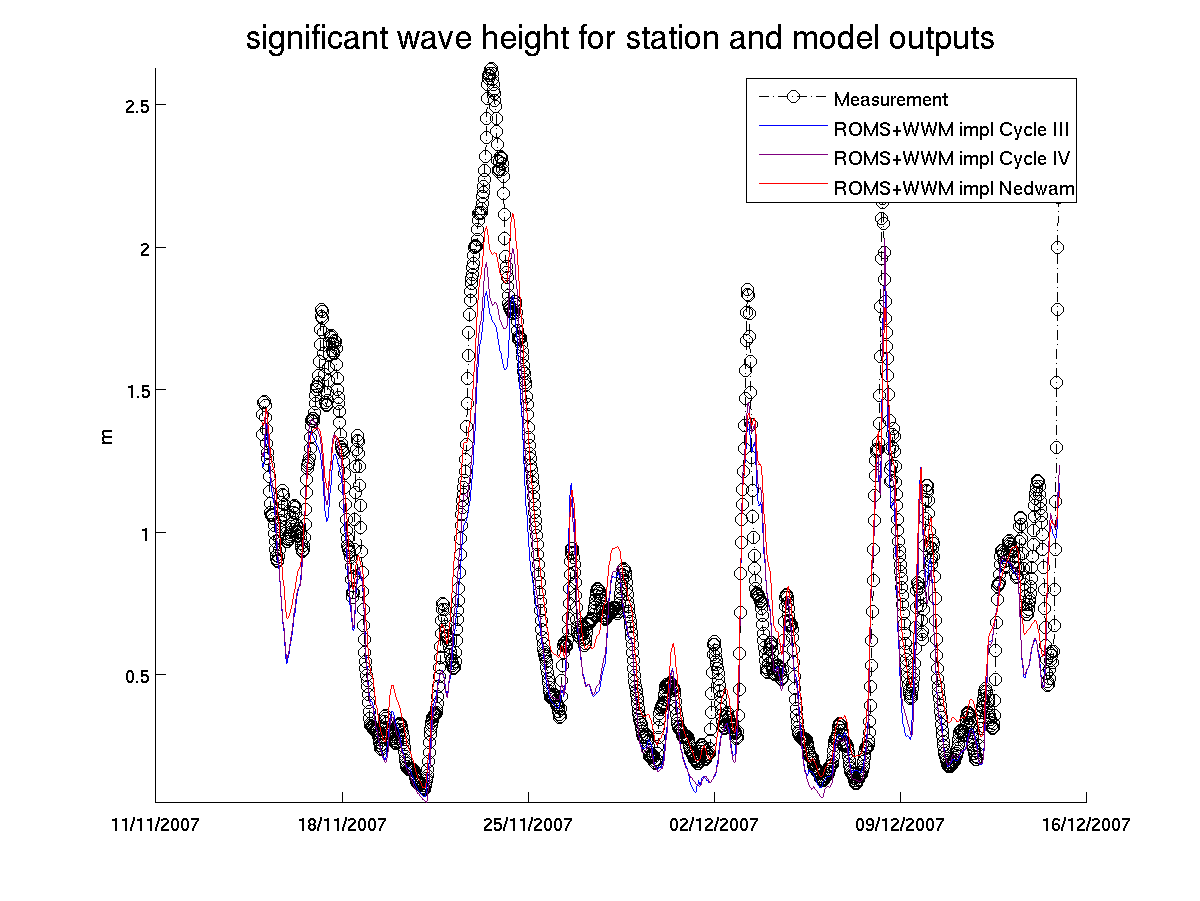 significant wave height for station and model outputs
Measurement
ROMS+WWM impl Cycle III
ROMS+WWM impl Cycle IV
ROMS+WWM impl Nedwam
2.5
2
1.5
1
0.5
m
11/11/2007 18/11/2007 25/11/2007 02/12/2007 09/12/2007 16/12/2007